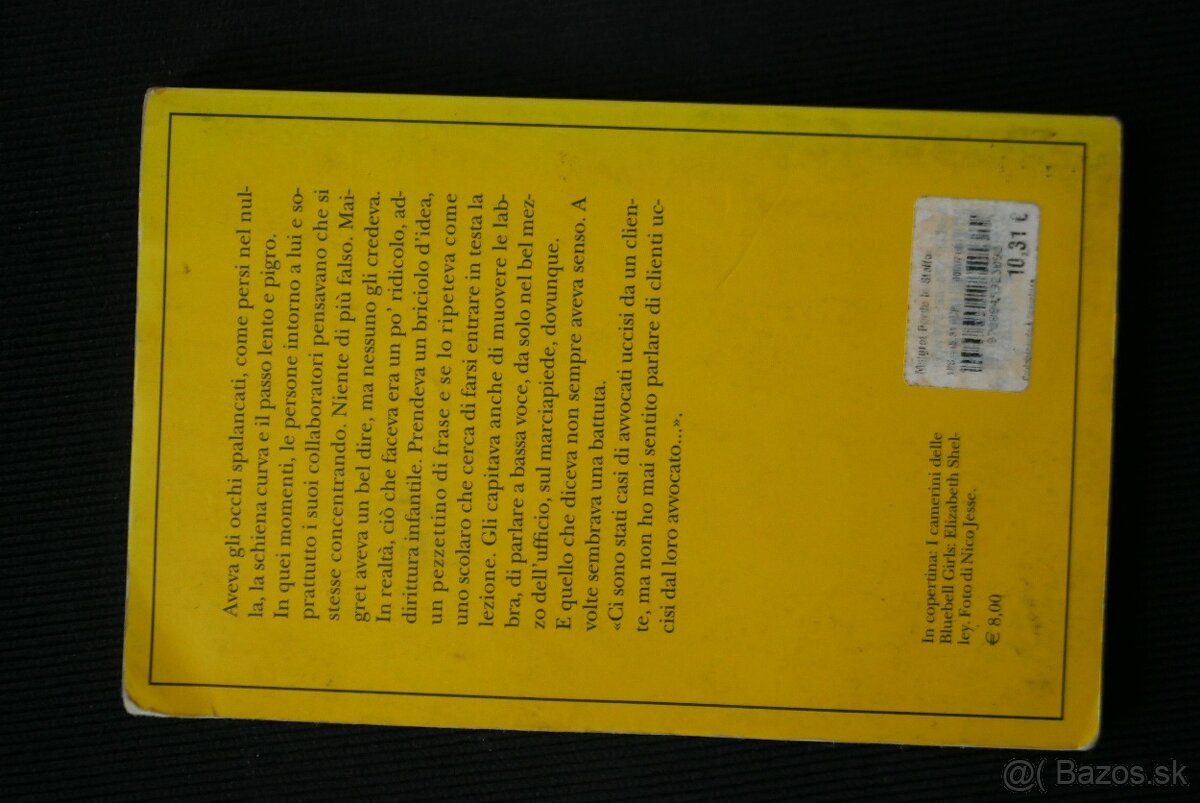 Aveva gli occhi spalancati, come persi nel nul-
la, la schiena curva e il passo lento e pigro.
In quei momenti, le persone intorno a lui e so-
prattutto i suoi collaboratori pensavano che si
stesse concentrando. Niente di più falso. Mai-
gret aveva un bel dire, ma nessuno gli credeva.
In realtà, ciò che faceva era un po' ridicolo, ad-
dirittura infantile. Prendeva un briciolo d'idea,
un pezzettino di frase e se lo ripeteva come
uno scolaro che cerca di farsi entrare in testa la
lezione. Gli capitava anche di muovere le lab-
bra, di parlare a bassa voce, da solo nel bel mez-
zo dell'ufficio, sul marciapiede, dovunque.
E quello che diceva non sempre aveva senso. A
volte sembrava una battuta.
«Ci sono stati casi di avvocati uccisi da un clien-
te, ma non ho mai sentito parlare di clienti uc-
cisi dal loro avvocato...».
In copertina: I camerini delle
Bluebell Girls: Elizabeth Shel-
ley. Foto di Nico Jesse.
€ 8,00
Maigret Perde le Staffe
10,31 €
@( Bazos.sk